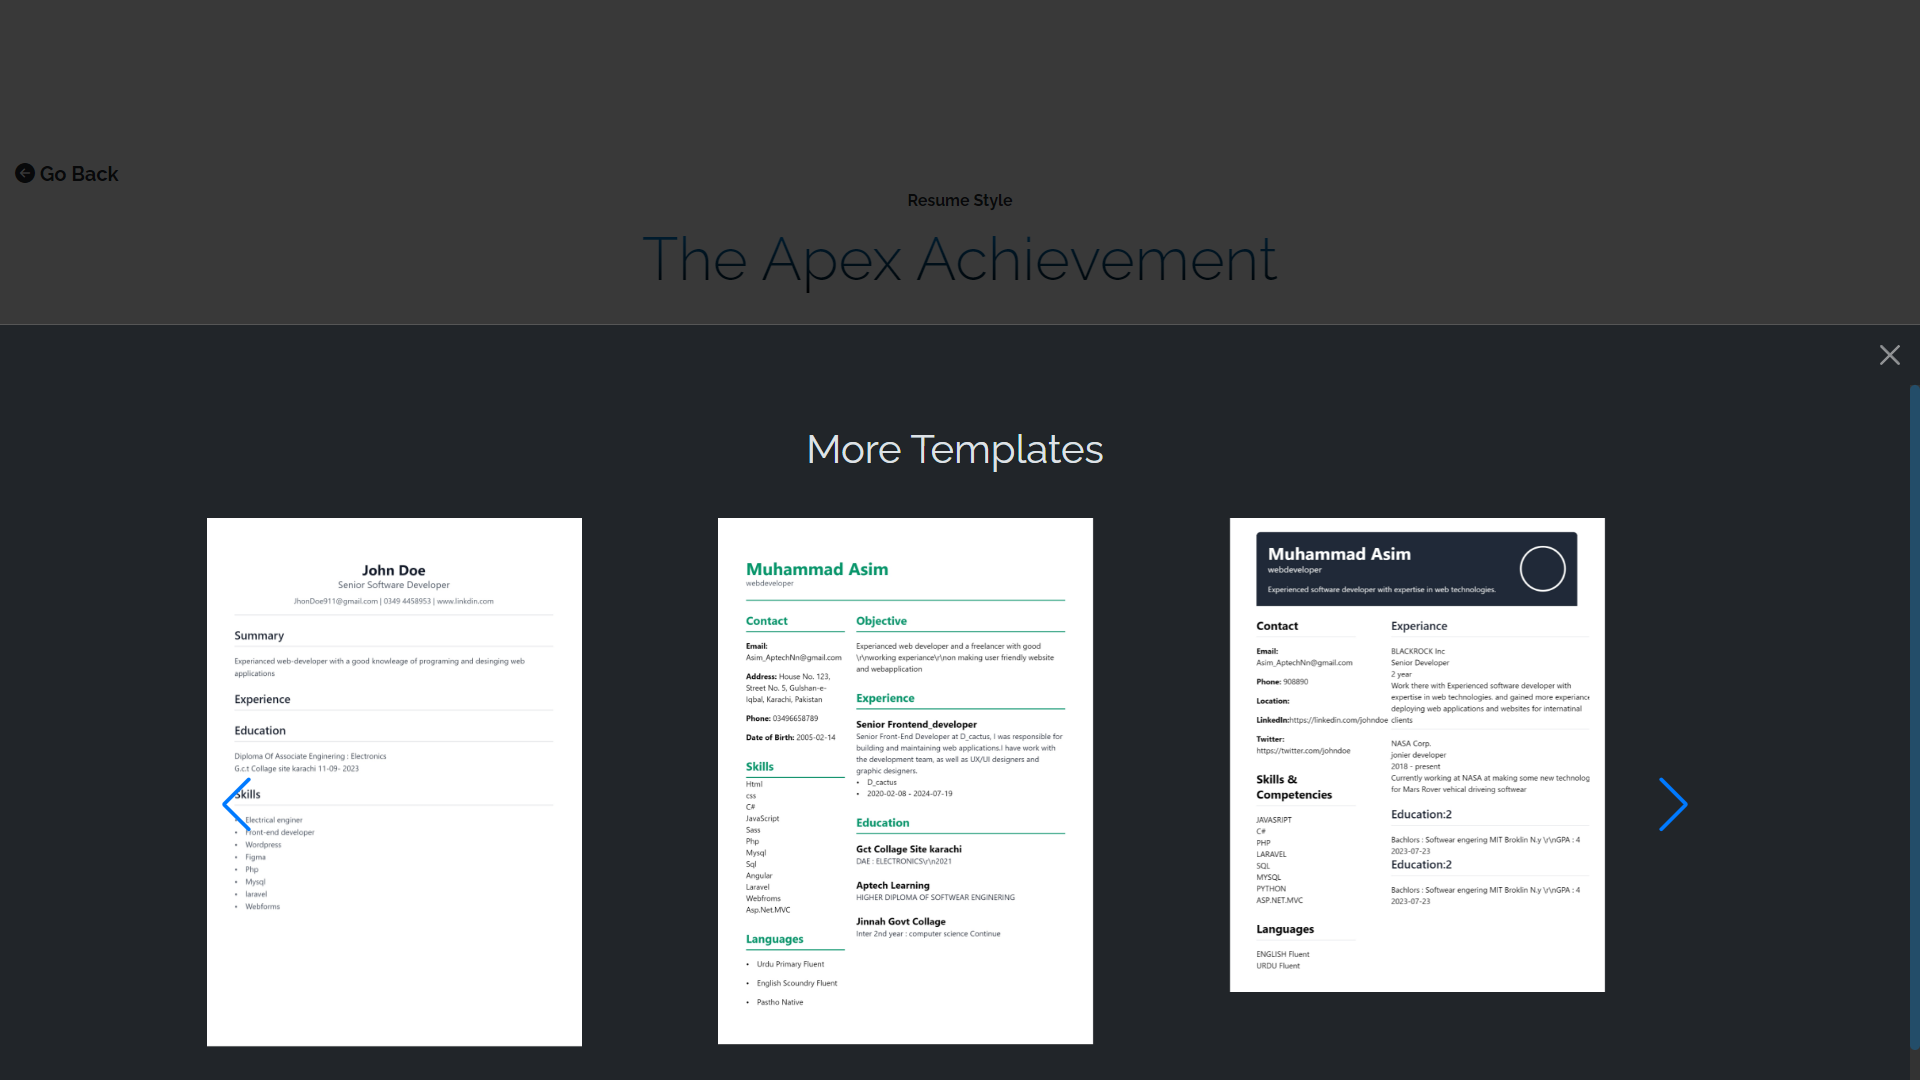 Go Back
Resume Style
The Apex Achievement
More Templates
John Doe
Senior Software Developer
JhonDoe911@gmail.com | 0349 4458953 | www.linkdin.com
Summary
Experienced web-developer with a good knowleage of programing and desinging web
applications
Experience
Education
Diploma Of Associate Enginering : Electronics
G.c.t Collage site karachi 11-09- 2023
Skills
• Electrical enginer
• Front-end developer
• Wordpress
• Figma
• Php
• Mysql
• laravel
• Webforms
Muhammad Asim
webdeveloper
Contact
Email:
Asim_AptechNn@gmail.com
Address: House No. 123,
Street No. 5, Gulshan-e-
Iqbal, Karachi, Pakistan
Phone: 03496658789
Date of Birth: 2005-02-14
Skills
Html
css
C#
JavaScript
Sass
Php
Mysql
Sql
Angular
Laravel
Webfroms
Asp.Net.MVC
Languages
• Urdu Primary Fluent
• English Scoundry Fluent
• Pastho Native
Objective
Experienced web developer and a freelancer with good
\r\nworking experiance\r\non making user friendly website
and webapplication
Experience
Senior Frontend_developer
Senior Front-End Developer at D_cactus, I was responsible for
building and maintaining web applications.I have work with
the development team, as well as UX/UI designers and
graphic designers.
• D_cactus
• 2020-02-08 - 2024-07-19
Education
Gct Collage Site karachi
DAE : ELECTRONICS\r\n2021
Aptech Learning
HIGHER DIPLOMA OF SOFTWEAR ENGINERING
Jinnah Govt Collage
Inter 2nd year : computer science Continue
Muhammad Asim
webdeveloper
Experienced software developer with expertise in web technologies.
Contact
Email:
Asim_AptechNn@gmail.com
Phone: 908890
Location:
LinkedIn:https://linkedin.com/johndoe
Twitter:
https://twitter.com/johndoe
Skills &
Competencies
JAVASRIPT
C#
PHP
LARAVEL
SQL
MYSQL
PYTHON
ASP.NET.MVC
Languages
ENGLISH Fluent
URDU Fluent
Experiance
BLACKROCK Inc
Senior Developer
2 year
Work there with Experienced software developer with
expertise in web technologies. and gained more experiance
deploying web applications and websites for internatinal
clients
NASA Corp.
jonier developer
2018 - present
Currently working at NASA at making some new technolog
for Mars Rover vehical driveing softwear
Education:2
Bachlors : Softwear engering MIT Broklin N.y \r\nGPA : 4
2023-07-23
Education:2
Bachlors : Softwear engering MIT Broklin N.y \r\nGPA : 4
2023-07-23